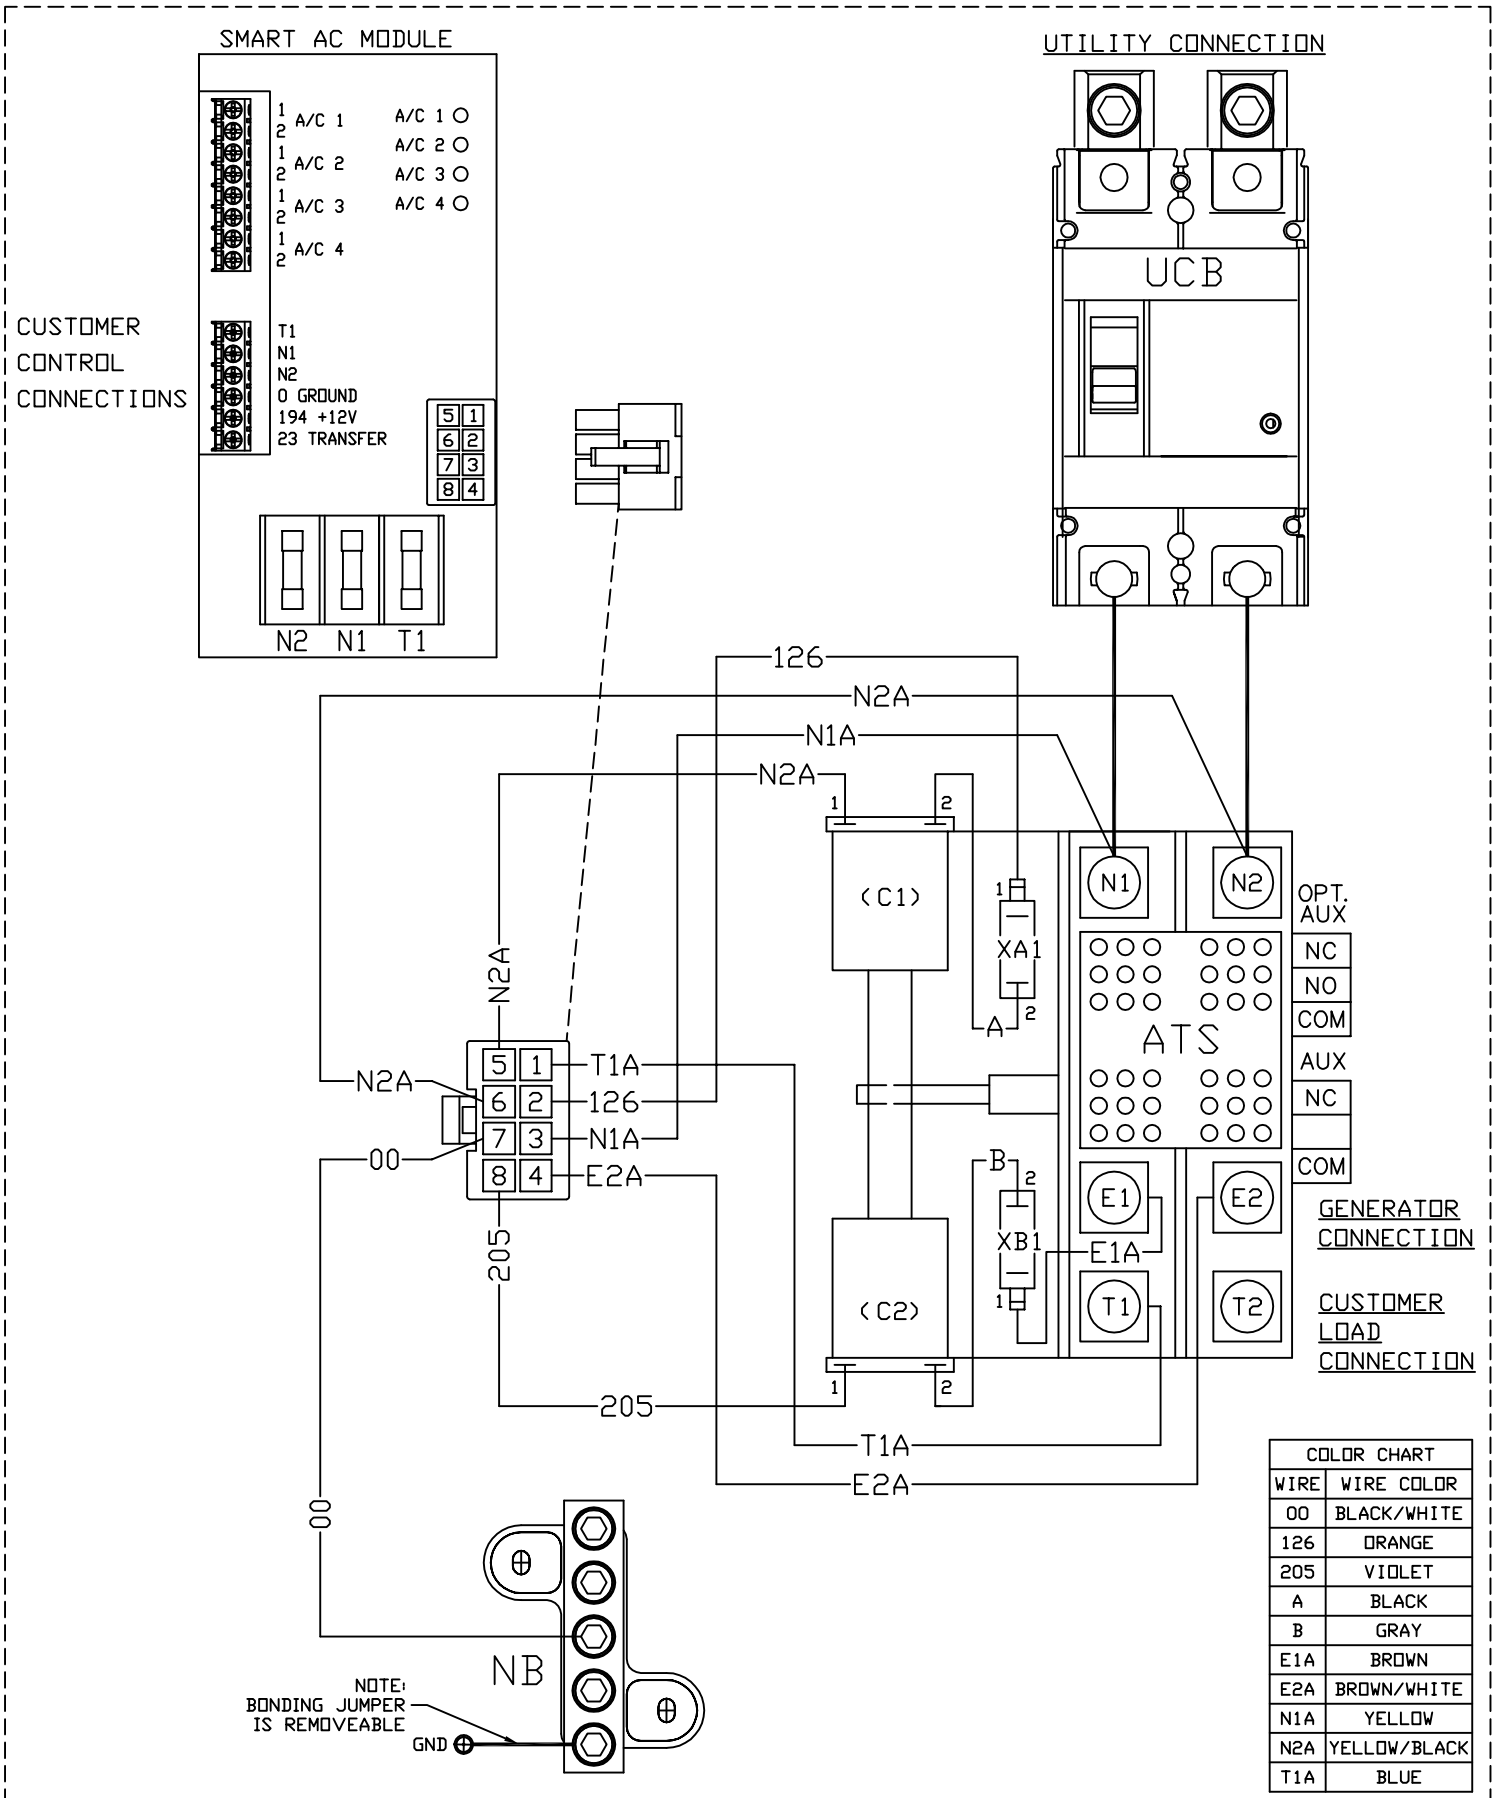 SMART AC MODULE
1
2
A/C 1
1
2
A/C 2
1
2
A/C 3
1
2
A/C 4
A/C 1
A/C 2
A/C 3
A/C 4
CUSTOMER
CONTROL
CONNECTIONS
T1
N1
N2
0 GROUND
194 +12V
23 TRANSFER
5 1
6 2
7 3
8 4
N2 N1 T1
UTILITY CONNECTION
UCB
126
N2A
N1A
N2A
1 2
(C1)
1
XA1
2
A
N1 N2
OPT.
AUX
NC
NO
COM
ATS
AUX
NC
COM
N2A
5 1
6 2
7 3
8 4
T1A
126
N1A
E2A
N2A
00
205
B
2
XB1
1
E1A
E1 E2
GENERATOR
CONNECTION
(C2)
1 2
T1 T2
CUSTOMER
LOAD
CONNECTION
205
T1A
E2A
00
NB
NOTE:
BONDING JUMPER
IS REMOVEABLE
GND
COLOR CHART
WIRE WIRE COLOR
00 BLACK/WHITE
126 ORANGE
205 VIOLET
A BLACK
B GRAY
E1A BROWN
E2A BROWN/WHITE
N1A YELLOW
N2A YELLOW/BLACK
T1A BLUE